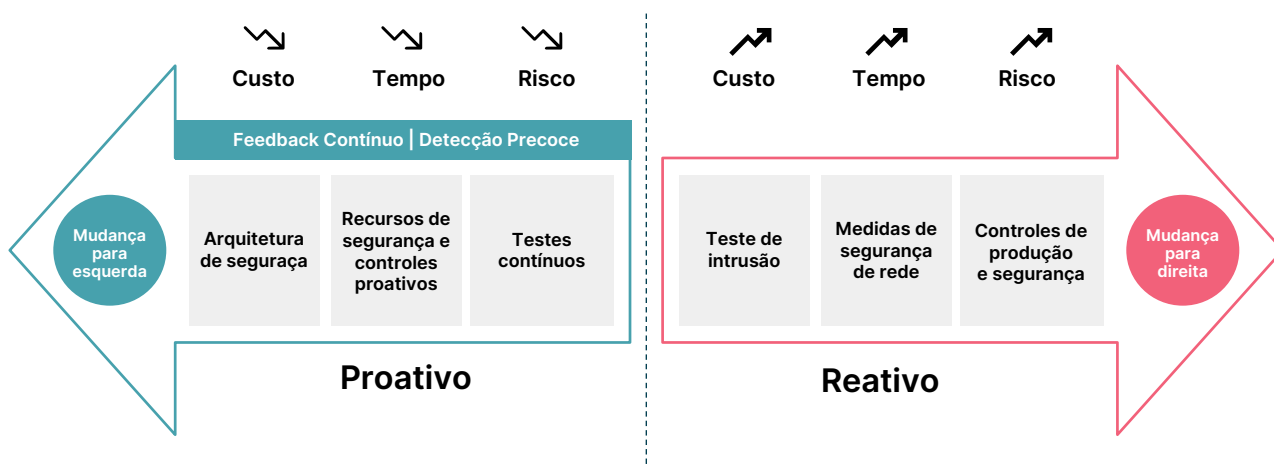 Custo
Tempo
Risco
Feedback Contínuo | Detecção Precoce
Mudança
para
esquerda
Arquitetura
de seguraça
Recursos de
segurança e
controles
proativos
Testes
contínuos
Proativo
Custo
Tempo
Risco
Teste de
intrusão
Medidas de
segurança
de rede
Controles de
produção
e segurança
Mudança
para
direita
Reativo